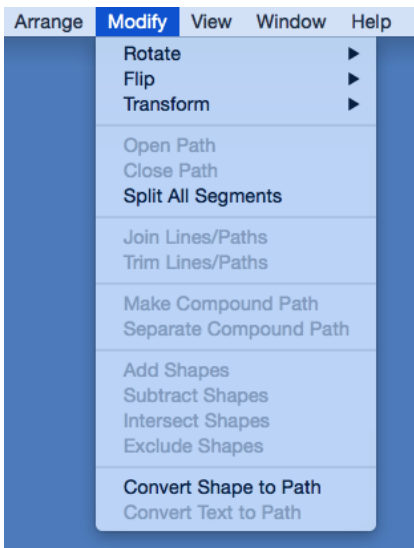 Arrange Modify View Window Help
Rotate
Flip
Transform
Open Path
Close Path
Split All Segments
Join Lines/Paths
Trim Lines/Paths
Make Compound Path
Separate Compound Path
Add Shapes
Subtract Shapes
Intersect Shapes
Exclude Shapes
Convert Shape to Path
Convert Text to Path